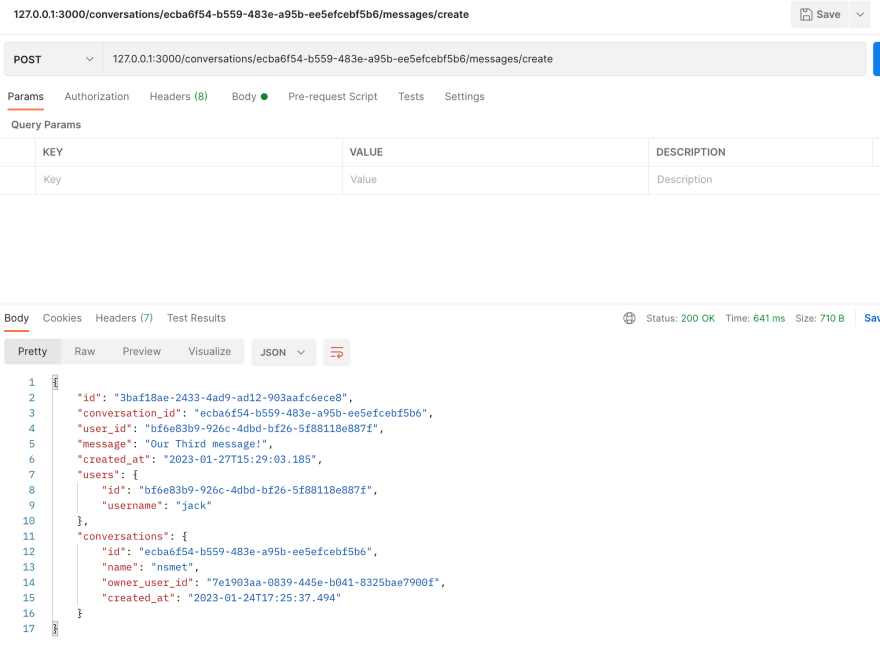 127.0.0.1:3000/conversations/ecba6f54-b559-483e-a95b-ee5efcebf5b6/messages/create
Save
POST
127.0.0.1:3000/conversations/ecba6f54-b559-483e-a95b-ee5efcebf5b6/messages/create
Params Authorization Headers (8) Body Pre-request Script Tests Settings
Query Params
KEY VALUE DESCRIPTION
Key Value Description
Body Cookies Headers (7) Test Results Status: 200 OK Time: 641 ms Size: 710 B Sav
Pretty Raw Preview Visualize JSON
1 {
2 "id": "3baf18ae-2433-4ad9-ad12-903aafc6ece8",
3 "conversation_id": "ecba6f54-b559-483e-a95b-ee5efcebf5b6",
4 "user_id": "bf6e83b9-926c-4dbd-bf26-5f88118e887f",
5 "message": "Our Third message!",
6 "created_at": "2023-01-27T15:29:03.185",
7 "users": {
8 "id": "bf6e83b9-926c-4dbd-bf26-5f88118e887f",
9 "username": "jack"
10 },
11 "conversations": {
12 "id": "ecba6f54-b559-483e-a95b-ee5efcebf5b6",
13 "name": "nsmet",
14 "owner_user_id": "7e1903aa-0839-445e-b041-8325bae7900f",
15 "created_at": "2023-01-24T17:25:37.494"
16 }
17 }